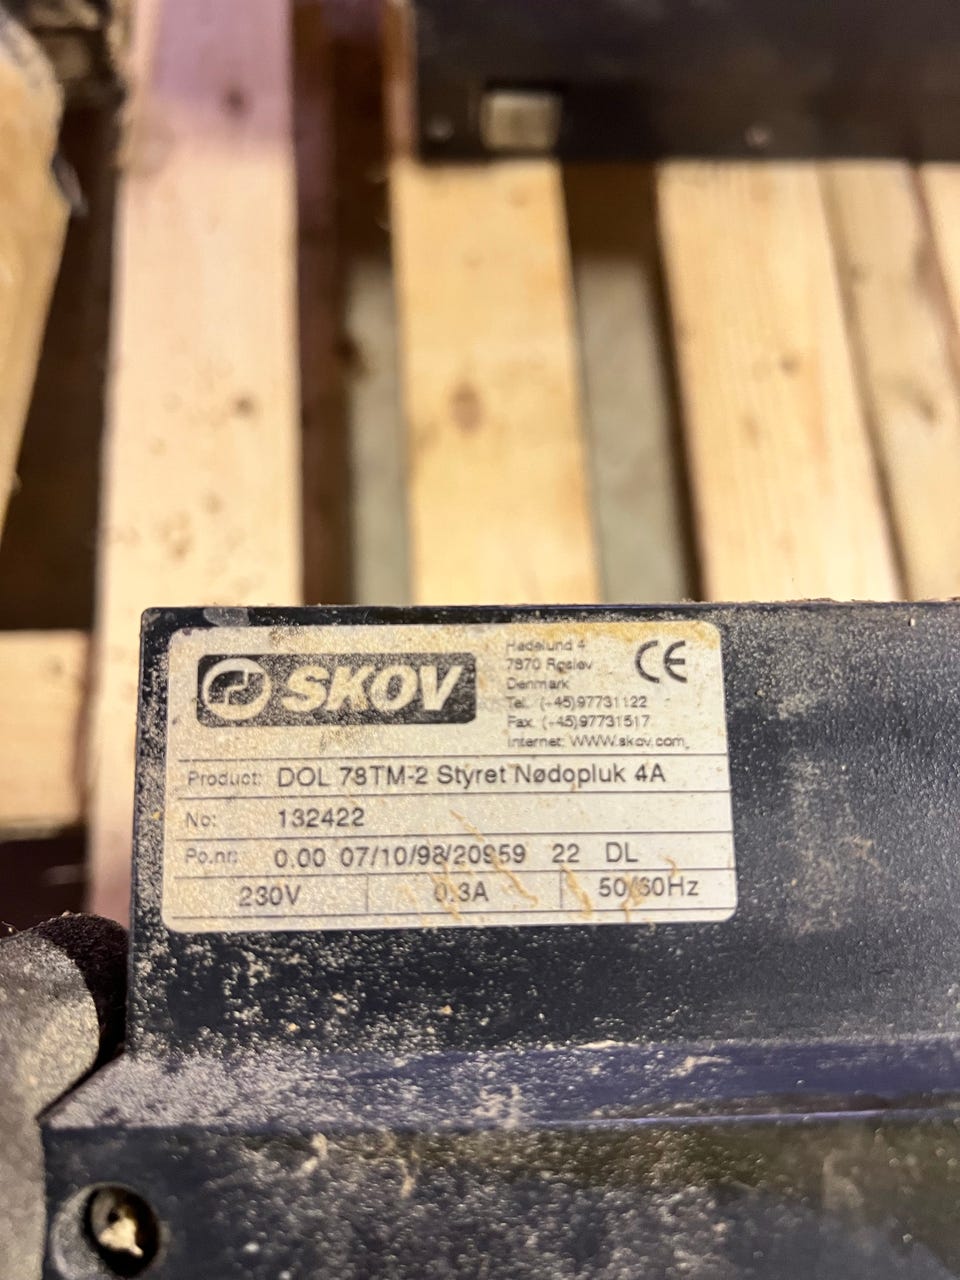 SKOV
Hedelund 4
7870 Roslev
Denmark
Tel. (+45)97731122
Fax. (+45)97731517
Internet: WWW.skov.com,
CE
Product: DOL 78TM-2 Styret Nødopluk 4A
No: 132422
Po.nr: 0.00 07/10/98/20959 22 DL
230V 0.3A 50/60Hz